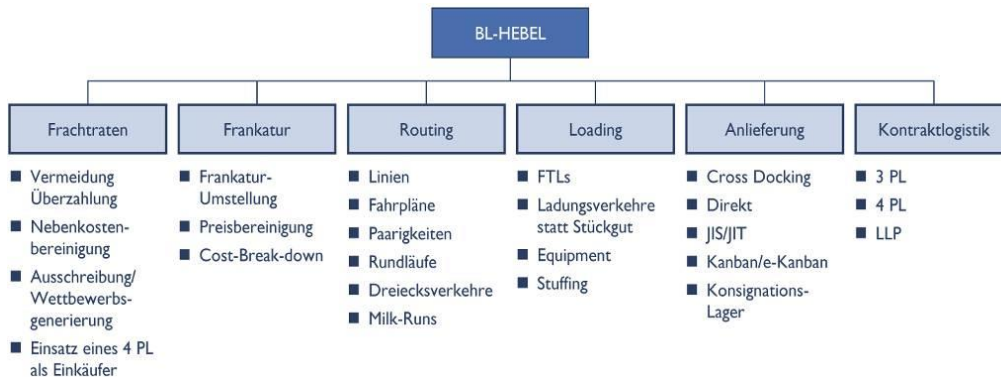 BL-HEBEL
Frachtraten
Vermeidung
Überzahlung
Nebenkosten-
bereinigung
Ausschreibung/
Wettbewerbs-
generierung
Einsatz eines 4 PL
als Einkäufer
Frankatur
Frankatur-
Umstellung
Preisbereinigung
Cost-Break-down
Routing
Linien
Fahrpläne
Paarigkeiten
Rundläufe
Dreiecksverkehre
Milk-Runs
Loading
FTLs
Ladungsverkehre
statt Stückgut
Equipment
Stuffing
Anlieferung
Cross Docking
Direkt
JIS/JIT
Kanban/e-Kanban
Konsignations-
Lager
Kontraktlogistik
3 PL
4 PL
LLP